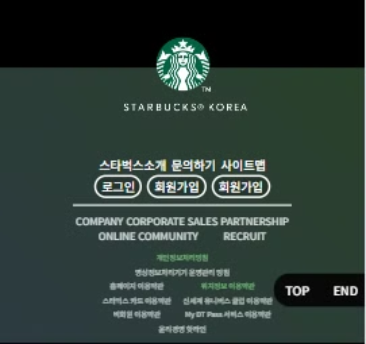 TM
STARBUCKS® KOREA
스타벅스소개 문의하기 사이트맵
로그인 회원가입 회원가입
COMPANY CORPORATE SALES PARTNERSHIP
ONLINE COMMUNITY RECRUIT
개인정보처리방침
영상정보처리기기 운영관리 방침
홈페이지 이용약관 위치정보 이용약관
TOP END
스타벅스 카드 이용약관 신세계 유니버스 클럽 이용약관
비회원 이용약관 My DT Pass 서비스 이용약관
윤리경영 핫라인